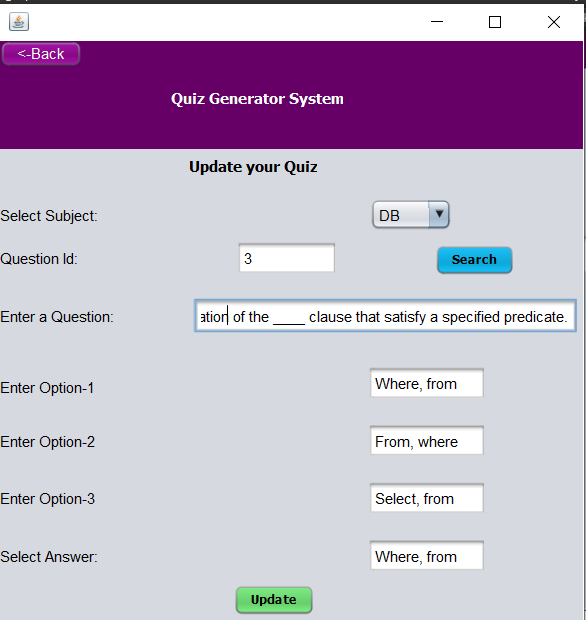 <-Back
Quiz Generator System
Update your Quiz
Select Subject: DB
Question Id: 3 Search
Enter a Question: ation of the ____ clause that satisfy a specified predicate.
Enter Option-1 Where, from
Enter Option-2 From, where
Enter Option-3 Select, from
Select Answer: Where, from
Update